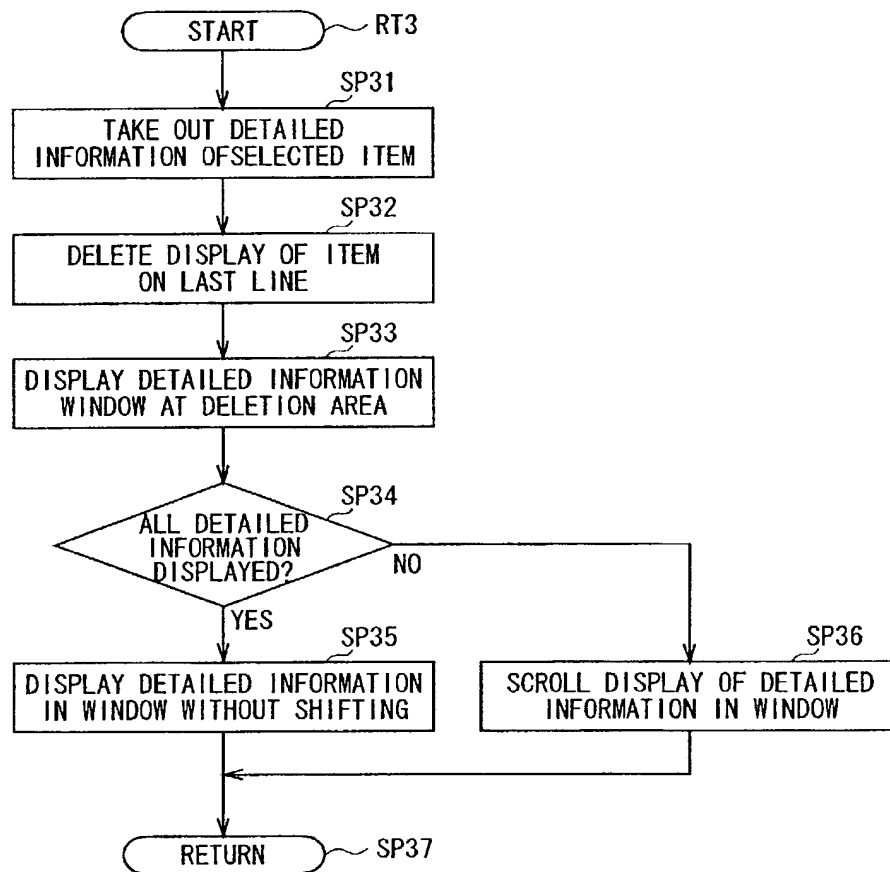 START
RT3
SP31
TAKE OUT DETAILED
INFORMATION OFSELECTED ITEM
SP32
DELETE DISPLAY OF ITEM
ON LAST LINE
SP33
DISPLAY DETAILED INFORMATION
WINDOW AT DELETION AREA
SP34
ALL DETAILED
INFORMATION
DISPLAYED?
NO
YES
SP35
DISPLAY DETAILED INFORMATION
IN WINDOW WITHOUT SHIFTING
SP36
SCROLL DISPLAY OF DETAILED
INFORMATION IN WINDOW
RETURN
SP37